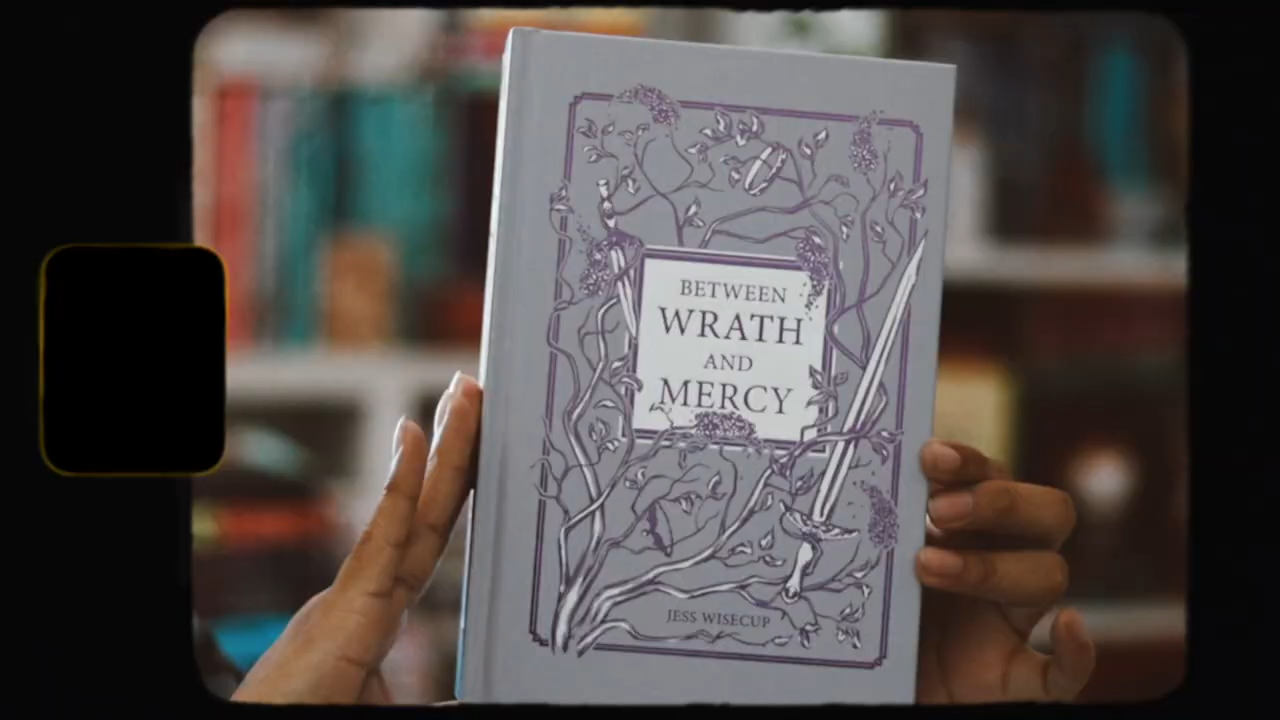 BETWEEN
WRATH
AND
MERCY
JESS WISECUP